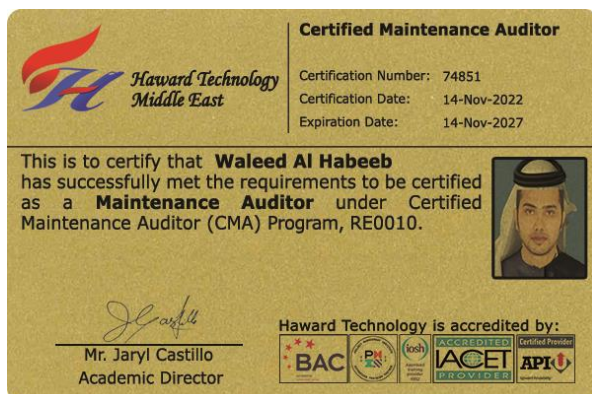 Haward Technology
Middle East
Certified Maintenance Auditor
Certification Number: 74851
Certification Date: 14-Nov-2022
Expiration Date: 14-Nov-2027
This is to certify that Waleed Al Habeeb
has successfully met the requirements to be certified
as a Maintenance Auditor under Certified
Maintenance Auditor (CMA) Program, RE0010.
Mr. Jaryl Castillo
Academic Director
Haward Technology is accredited by:
BAC
iosh
ACCREDITED
IACET
PROVIDER
Certified Provider
API